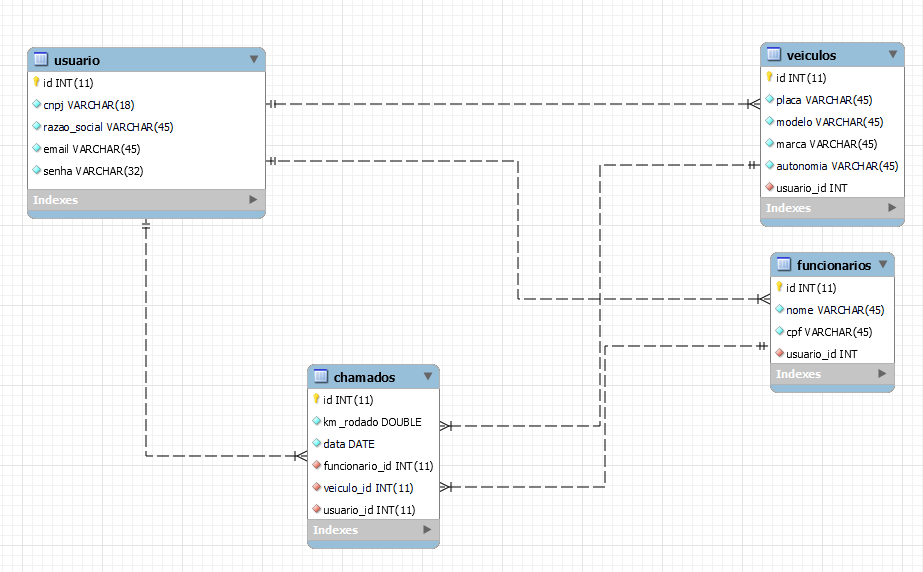 usuario
id INT(11)
cnpj VARCHAR(18)
razao_social VARCHAR(45)
email VARCHAR(45)
senha VARCHAR(32)
Indexes
veiculos
id INT(11)
placa VARCHAR(45)
modelo VARCHAR(45)
marca VARCHAR(45)
autonomia VARCHAR(45)
usuario_id INT
Indexes
funcionarios
id INT(11)
nome VARCHAR(45)
cpf VARCHAR(45)
usuario_id INT
Indexes
chamados
id INT(11)
km_rodado DOUBLE
data DATE
funcionario_id INT(11)
veiculo_id INT(11)
usuario_id INT(11)
Indexes